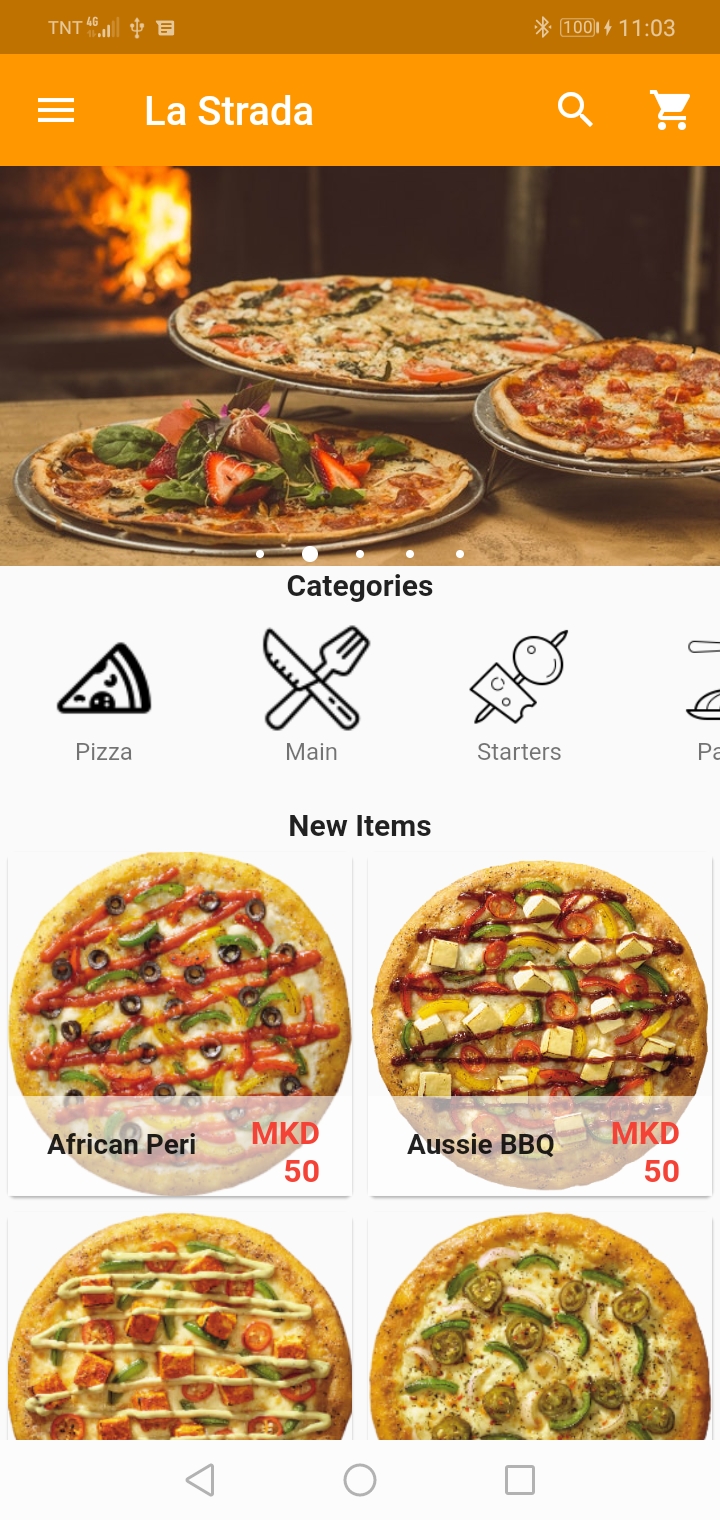 TNT 4G 100 11:03
La Strada
Categories
Pizza Main Starters Pa
New Items
African Peri MKD 50
Aussie BBQ MKD 50